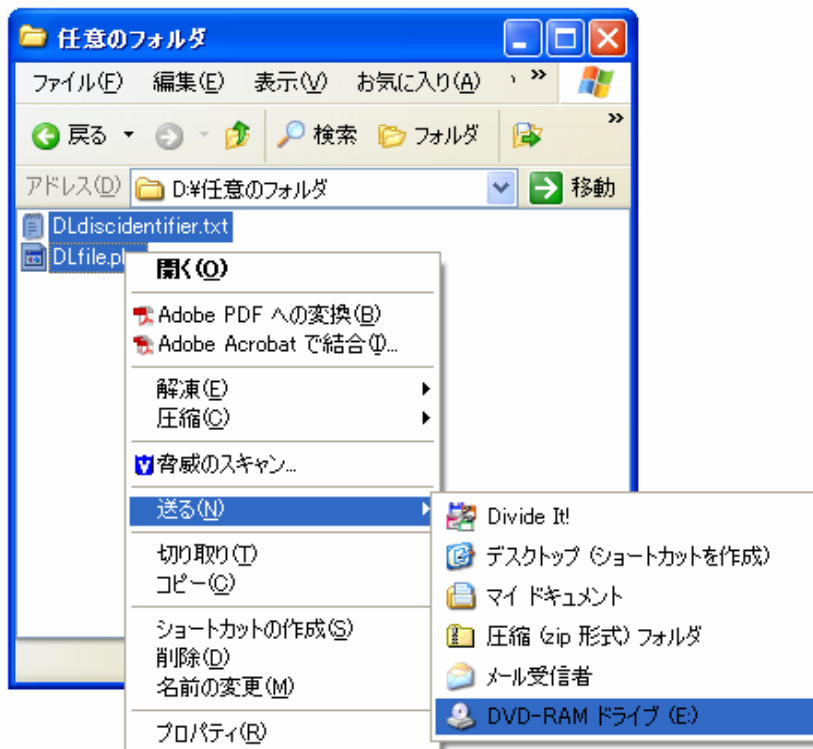 任意のフォルダ
ファイル(F) 編集(E) 表示(V) お気に入り(A) »
戻る 検索 フォルダ »
アドレス(D) D:¥任意のフォルダ 移動
DLdiscidentifier.txt
DLfile.p
開く(O)
Adobe PDF への変換(B)
Adobe Acrobat で結合(I)...
解凍(E)
圧縮(C)
脅威のスキャン...
送る(N)
Divide It!
デスクトップ (ショートカットを作成)
マイ ドキュメント
圧縮 (zip 形式) フォルダ
メール受信者
DVD-RAM ドライブ (E:)
切り取り(T)
コピー(C)
ショートカットの作成(S)
削除(D)
名前の変更(M)
プロパティ(R)